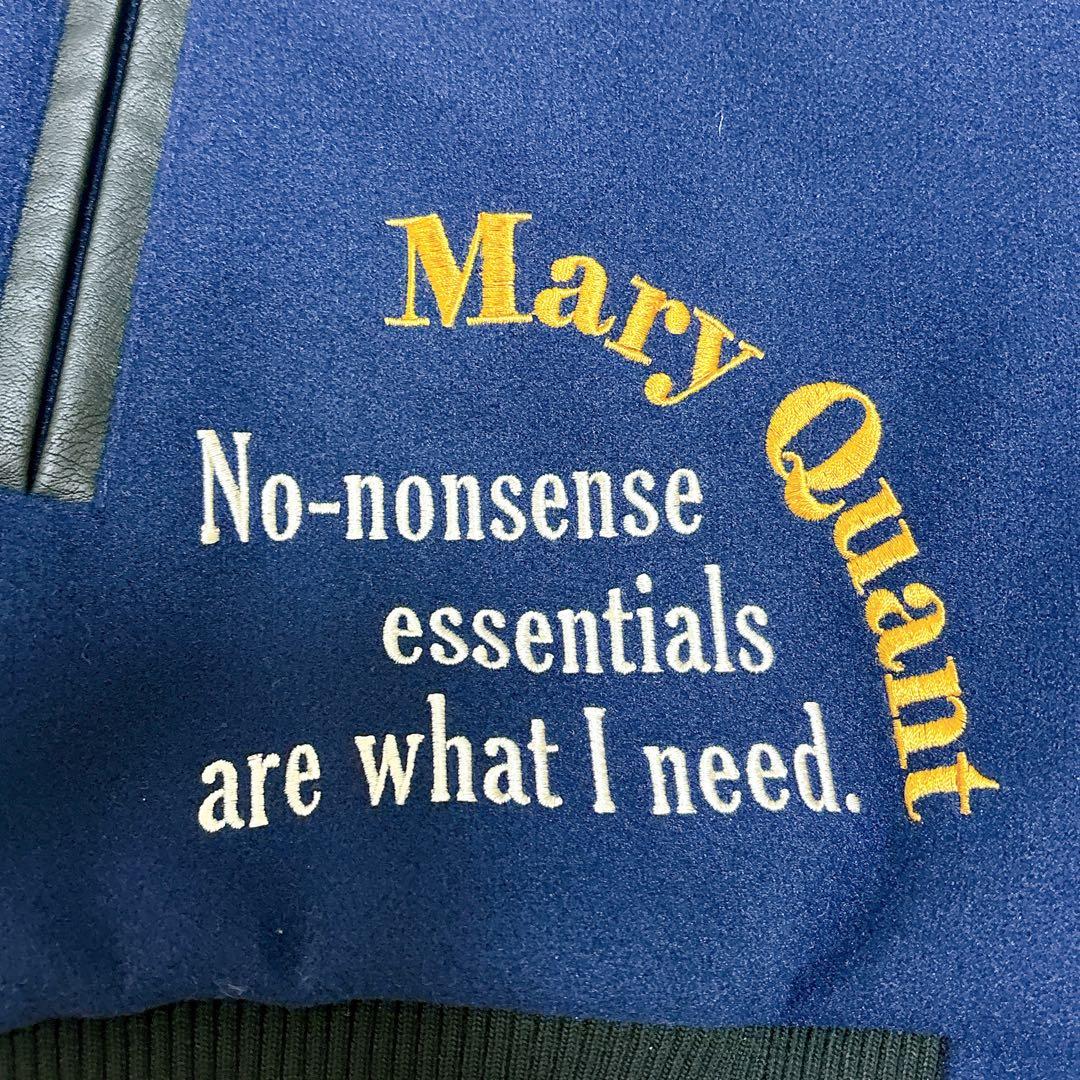 Mary Quant
No-nonsense
essentials
are what I need.